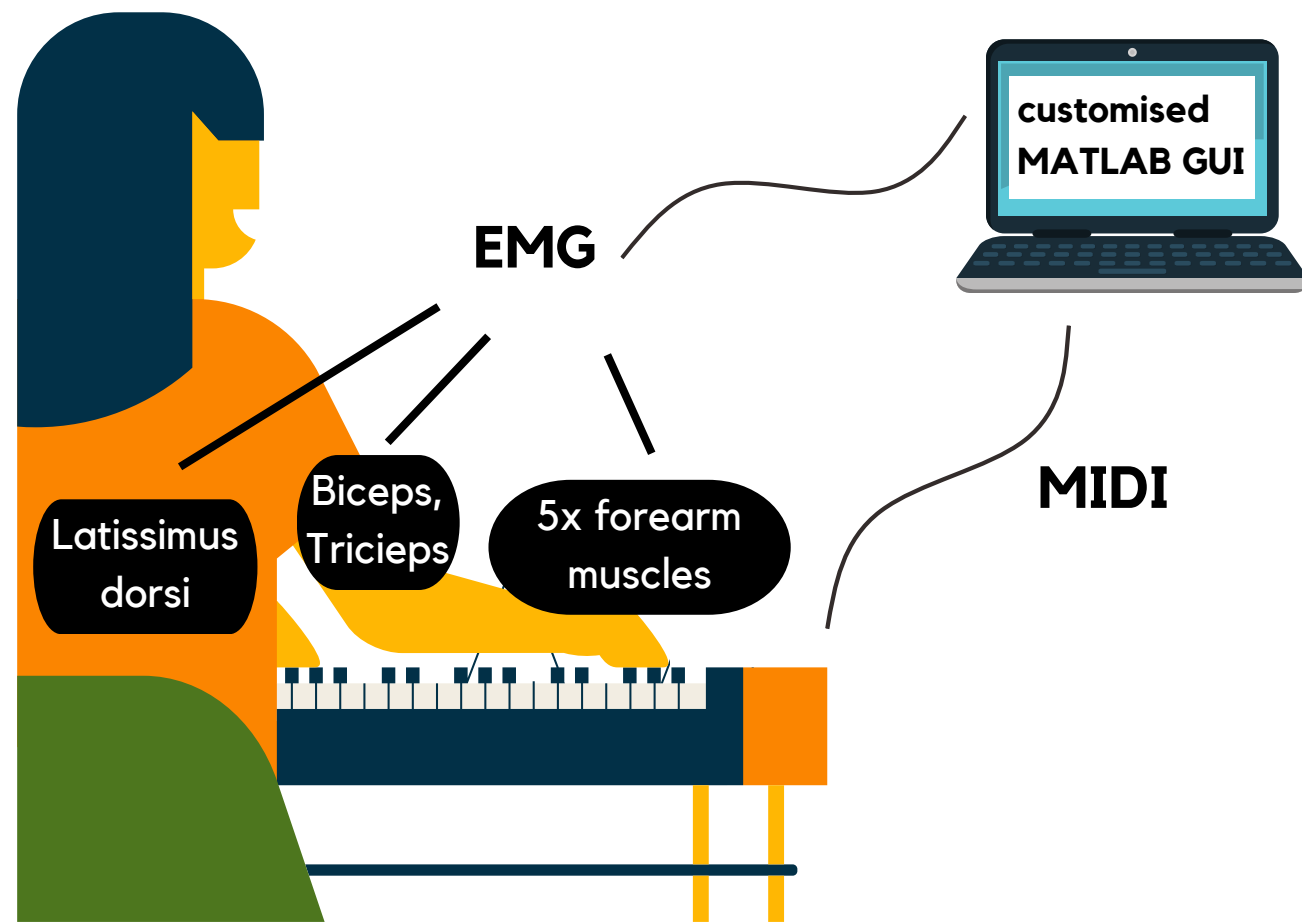 customised
MATLAB GUI
EMG
Biceps,
Tricieps
5x forearm
muscles
Latissimus
dorsi
MIDI